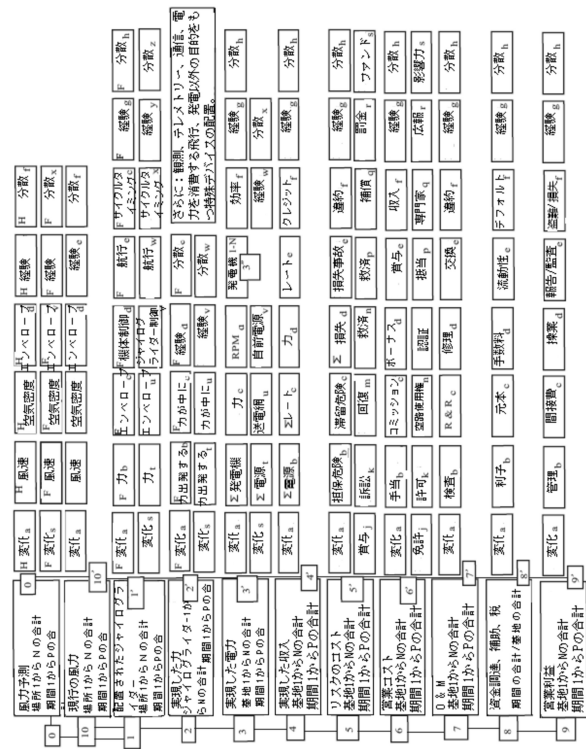 0
風力予測
場所1からNの合計
期間1からPの合
0
H 変化 a
H 風速
空気密度
H エンベロープ d
H 経験
H 分散 f
F 変化 s
F 風速
F 空気密度
F エンベロープ d
F 経験
F 分散 x
10
現行の風力
場所1からNの合計
期間1からPの合
10'
変化 a
風速
空気密度
エンベロープ d
経験 e
分散 f
1
配置されたジャイログラ
イダー
場所1からNの合計
期間1からPの合
1'
F 変化 a
F 力 b
F エンベロープ c
F 機体制御 d
F 航行 e
F サイクルタ
イミング
F 経験 g
F 分散 h
変化 s
力 t
エンベロープ u
ジャイログ
ライダー制御 v
航行 w
サイクルタ
イミング x
経験 y
分散 z
2
実現した力
ジャイログライダー1か
らNの合計 期間1からPの合
2'
F 変化 a
力出発する b
F 力が中に c
F 経験 d
F 分散 e
変化 s
力出発する t
力が中に u
経験 v
分散 w
さらに：観測、テレメトリー、通信、電
力を消費する飛行、発電以外の目的をも
つ特殊デバイスの配置。
3
実現した電力
基地1からNの合計
期間1からPの合計
3'
変化 a
Σ発電機
力 c
RPM d
発電機 1-N
3"
効率 f
経験 g
分散 h
変化 s
Σ電源 t
送電網 u
自前電源 v
経験 w
分散 x
4
実現した収入
基地1からNの合計
期間1からPの合計
4'
変化 a
Σ電源 b
Σレート c
力 d
レート e
クレジット f
経験 g
分散 h
5
リスクのコスト
基地1からNの合計
期間1からPの合計
5'
変化 a
担保危険 b
滞留危険 c
Σ 損失 d
損失事故 e
違約 f
経験 g
分散 h
賞与 j
訴訟 k
回復 m
救済 n
救済 p
補償 q
罰金 r
ファンド s
6
営業コスト
基地1からNの合計
期間1からPの合計
6'
変化 a
手当 b
コミッション c
ボーナス d
賞与 e
収入 f
経験 g
分散 h
免許 j
許可 k
空路使用権 n
認証
抵当 p
専門家 q
広報 r
影響力 s
7
O & M
基地1からNの合計
期間1からPの合計
7'
変化 a
検査 b
R & R c
修理 d
交換 e
違約 f
経験 g
分散 h
8
資金調達、補助、税
期間の合計/基地の合計
8'
変化 a
利子 b
元本 c
手数料 d
流動性 e
デフォルト f
経験 g
分散 h
9
営業利益
基地1からNの合計
期間1からPの合計
9'
変化 a
管理 b
間接費 c
操業 d
報告/監査 e
盗難/損失 f
経験 g
分散 h